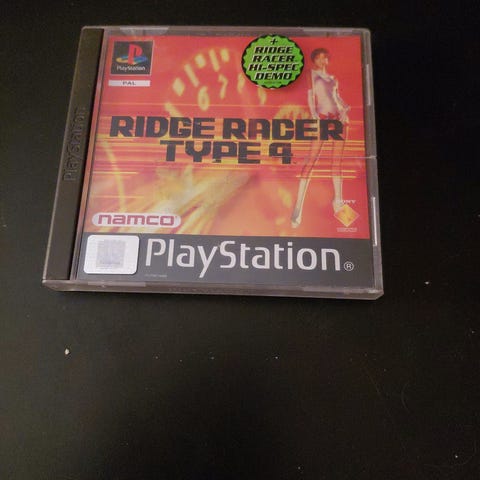 PlayStation
PAL
+
RIDGE
RACER
HI-SPEC
DEMO
PLAYSTATION
RIDGE RACER
TYPE 4
namco
SONY
PlayStation®